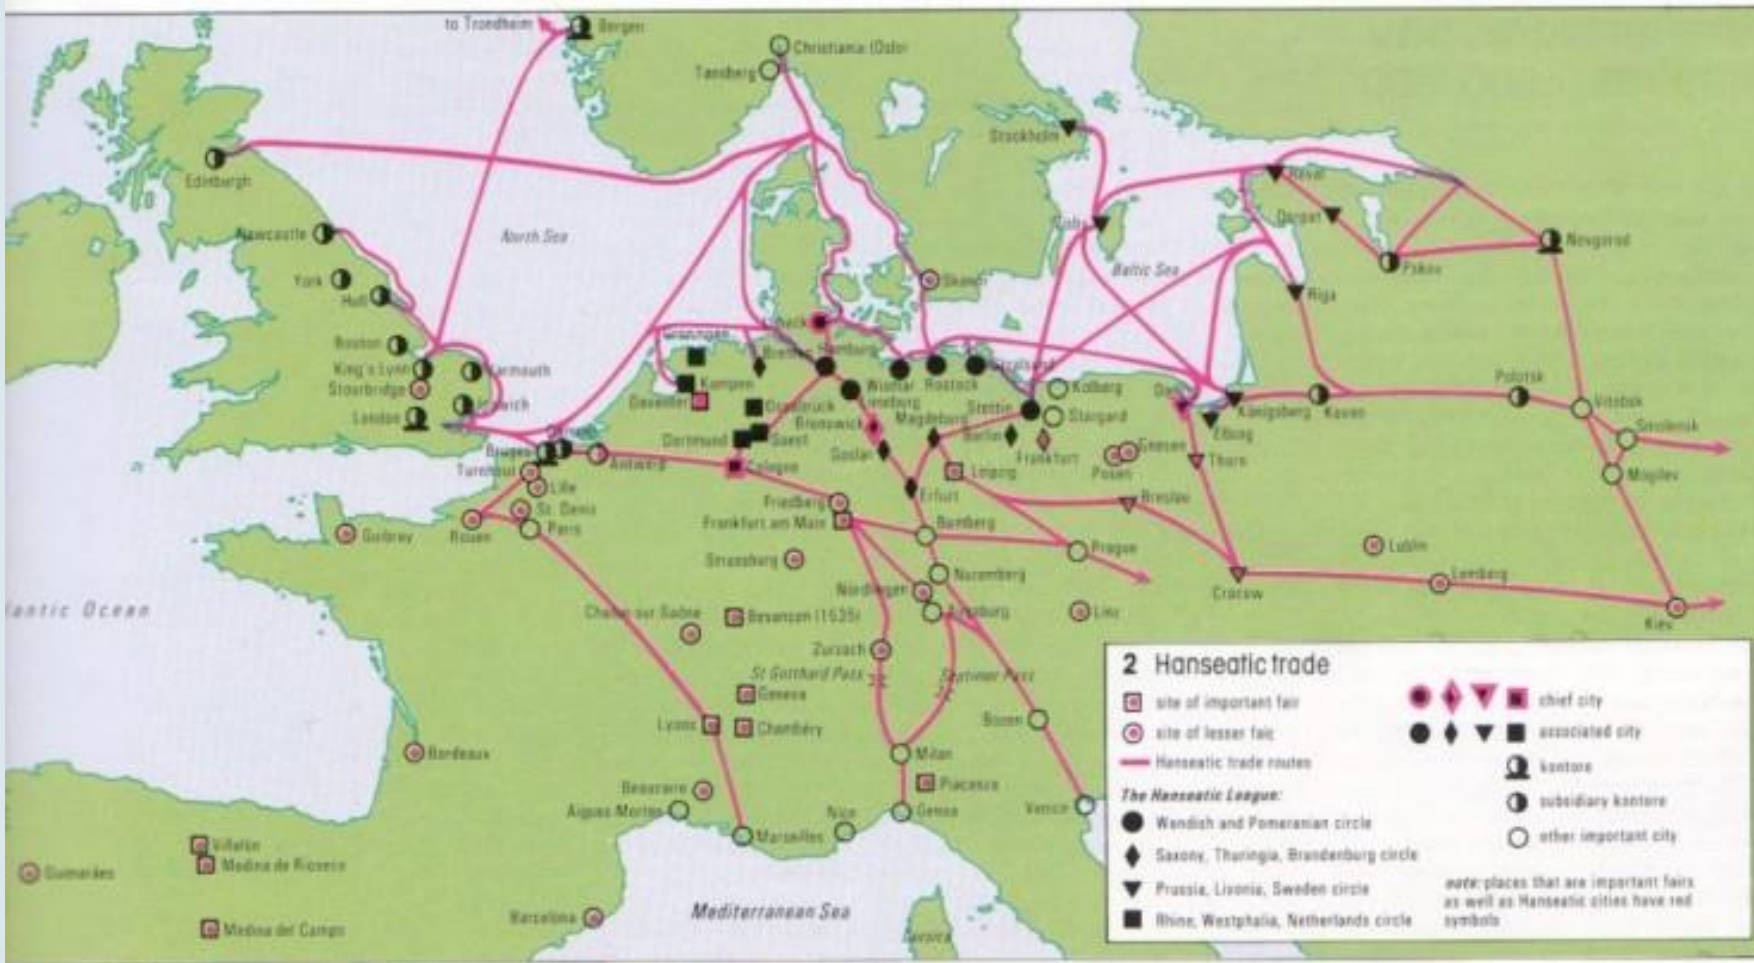 to Trondheim
Bergen
Christiania (Oslo)
Tønsberg
Stockholm
Edinburgh
Reval
Newcastle
North Sea
Dorpat
Novgorod
Pskov
Baltic Sea
York
Hull
Skanör
Riga
Boston
Groningen
Bremen
Hamburg
Stralsund
King's Lynn
Yarmouth
Stourbridge
Kampen
Wismar
Rostock
Kolberg
Polotsk
Deventer
London
Ipswich
Osnabrück
Luneburg
Magdeburg
Stettin
Stargard
Königsberg
Kovno
Vitebsk
Brunswick
Elbing
Smolensk
Dortmund
Soest
Berlin
Bruges
Goslar
Frankfurt
Gnesen
Posen
Thorn
Antwerp
Cologne
Leipzig
Mogilev
Lille
Erfurt
Breslau
St. Denis
Friedberg
Frankfurt am Main
Guibray
Rouen
Paris
Bamberg
Prague
Lublin
Strassburg
Nuremberg
Nördlingen
Cracow
Lemberg
lantic Ocean
Chalon sur Saône
Besançon (1535)
Augsburg
Linz
Kiev
Zurzach
St Gotthard Pass
Geneva
Lyons
Chambéry
Bozen
Bordeaux
Milan
Piacenza
Beaucaire
Aigues-Mortes
Nice
Genoa
Venice
Marseilles
Villalón
Medina de Rioseco
Guimarães
Medina del Campo
Barcelona
Mediterranean Sea
Corsica
2 Hanseatic trade
site of important fair
site of lesser fair
Hanseatic trade routes
The Hanseatic League:
Wendish and Pomeranian circle
Saxony, Thuringia, Brandenburg circle
Prussia, Livonia, Sweden circle
Rhine, Westphalia, Netherlands circle
chief city
associated city
kontore
subsidiary kontore
other important city
note: places that are important fairs
as well as Hanseatic cities have red
symbols